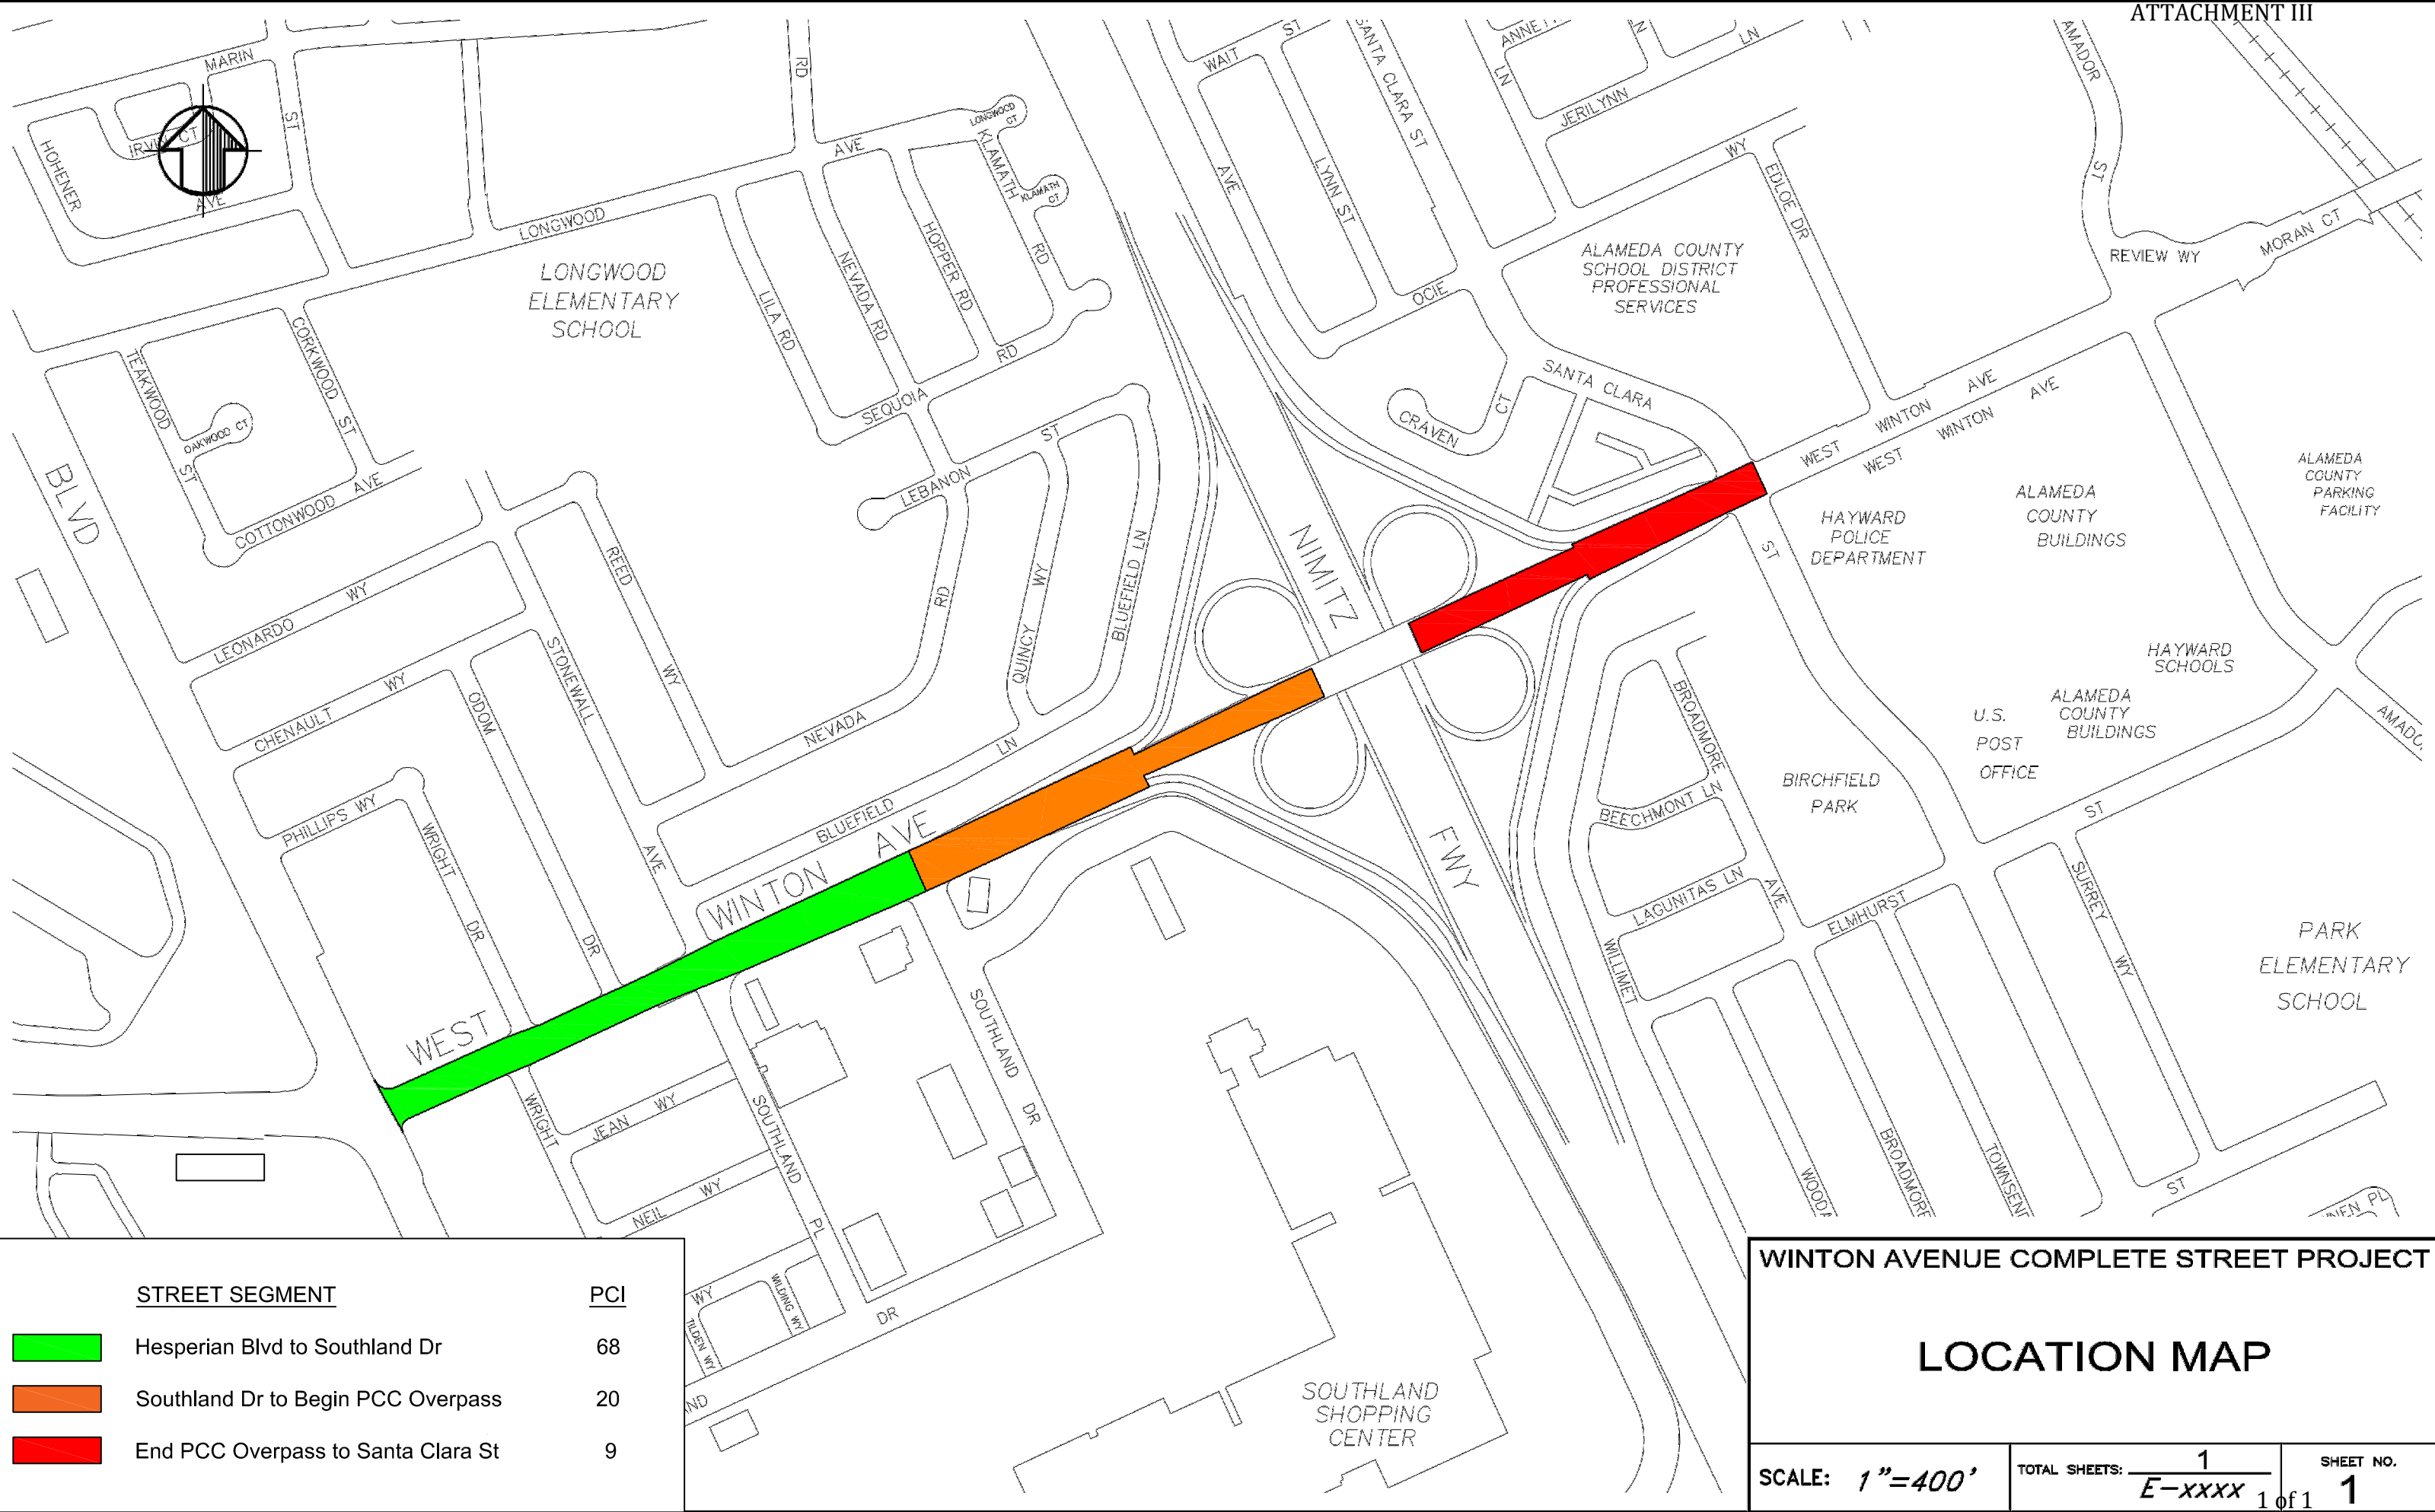 ATTACHMENT III
MARIN
ST
HOHENER
IRVIN CT
AVE
RD
AVE
LONGWOOD
LONGWOOD
CT
KLAMATH
KLAMATH
CT
RD
HOPPER RD
NEVADA RD
LILA RD
RD
SEQUOIA
LONGWOOD
ELEMENTARY
SCHOOL
WAIT
ST
AVE
LYNN ST
SANTA CLARA ST
OCIE
LN
LN
JERILYNN
WY
EDLOE DR
AMADOR
ST
REVIEW WY
MORAN CT
ALAMEDA COUNTY
SCHOOL DISTRICT
PROFESSIONAL
SERVICES
SANTA CLARA
CRAVEN
CT
WEST WINTON AVE
WEST WINTON AVE
ST
TEAKWOOD
ST
OAKWOOD CT
CORKWOOD
ST
COTTONWOOD AVE
BLVD
LEBANON
ST
RD
QUINCY WY
BLUEFIELD LN
NEVADA
REED
WY
LEONARDO WY
STONEWALL
AVE
CHENAULT WY
ODOM
DR
PHILLIPS WY
WRIGHT
DR
BLUEFIELD
LN
WEST
WINTON
AVE
NIMITZ
FWY
HAYWARD
POLICE
DEPARTMENT
ALAMEDA
COUNTY
BUILDINGS
ALAMEDA
COUNTY
PARKING
FACILITY
HAYWARD
SCHOOLS
ALAMEDA
COUNTY
BUILDINGS
U.S.
POST
OFFICE
BIRCHFIELD
PARK
BROADMORE
AVE
BEECHMONT LN
LAGUNITAS LN
WILLIMET
ELMHURST
ST
SURREY
WY
ST
PARK
ELEMENTARY
SCHOOL
BROADMORE
WRIGHT
JEAN WY
NEIL WY
SOUTHLAND
PL
SOUTHLAND
DR
WY
TILDEN WY
WILDING WY
DR
SOUTHLAND
SHOPPING
CENTER
STREET SEGMENT PCI
Hesperian Blvd to Southland Dr 68
Southland Dr to Begin PCC Overpass 20
End PCC Overpass to Santa Clara St 9
WINTON AVENUE COMPLETE STREET PROJECT
LOCATION MAP
SCALE: 1"=400'
TOTAL SHEETS: 1
E-xxxx
SHEET NO.
1
1 of 1